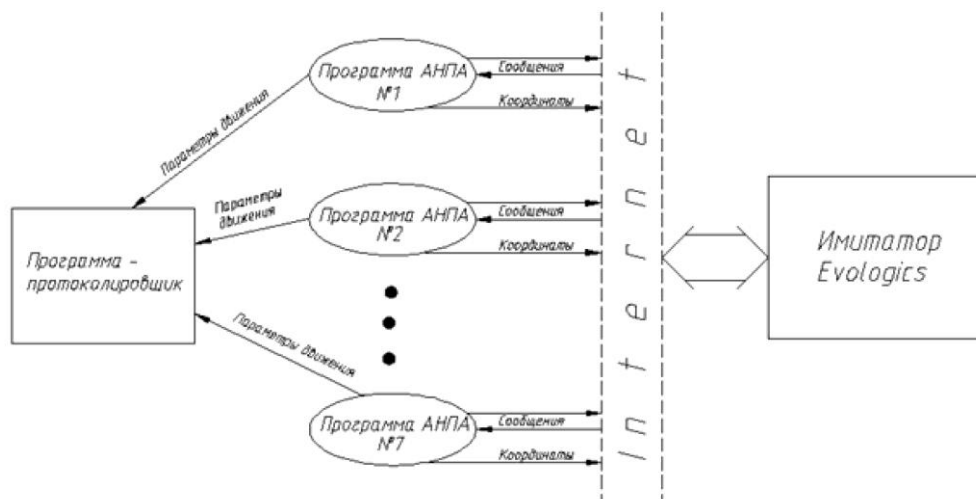 Программа АНПА
№1
Сообщения
Координаты
Параметры движения
Программа АНПА
№2
Сообщения
Координаты
Параметры
движения
Программа -
протоколировщик
Internet
Имитатор
Evologics
Параметры движения
Программа АНПА
№7
Сообщения
Координаты